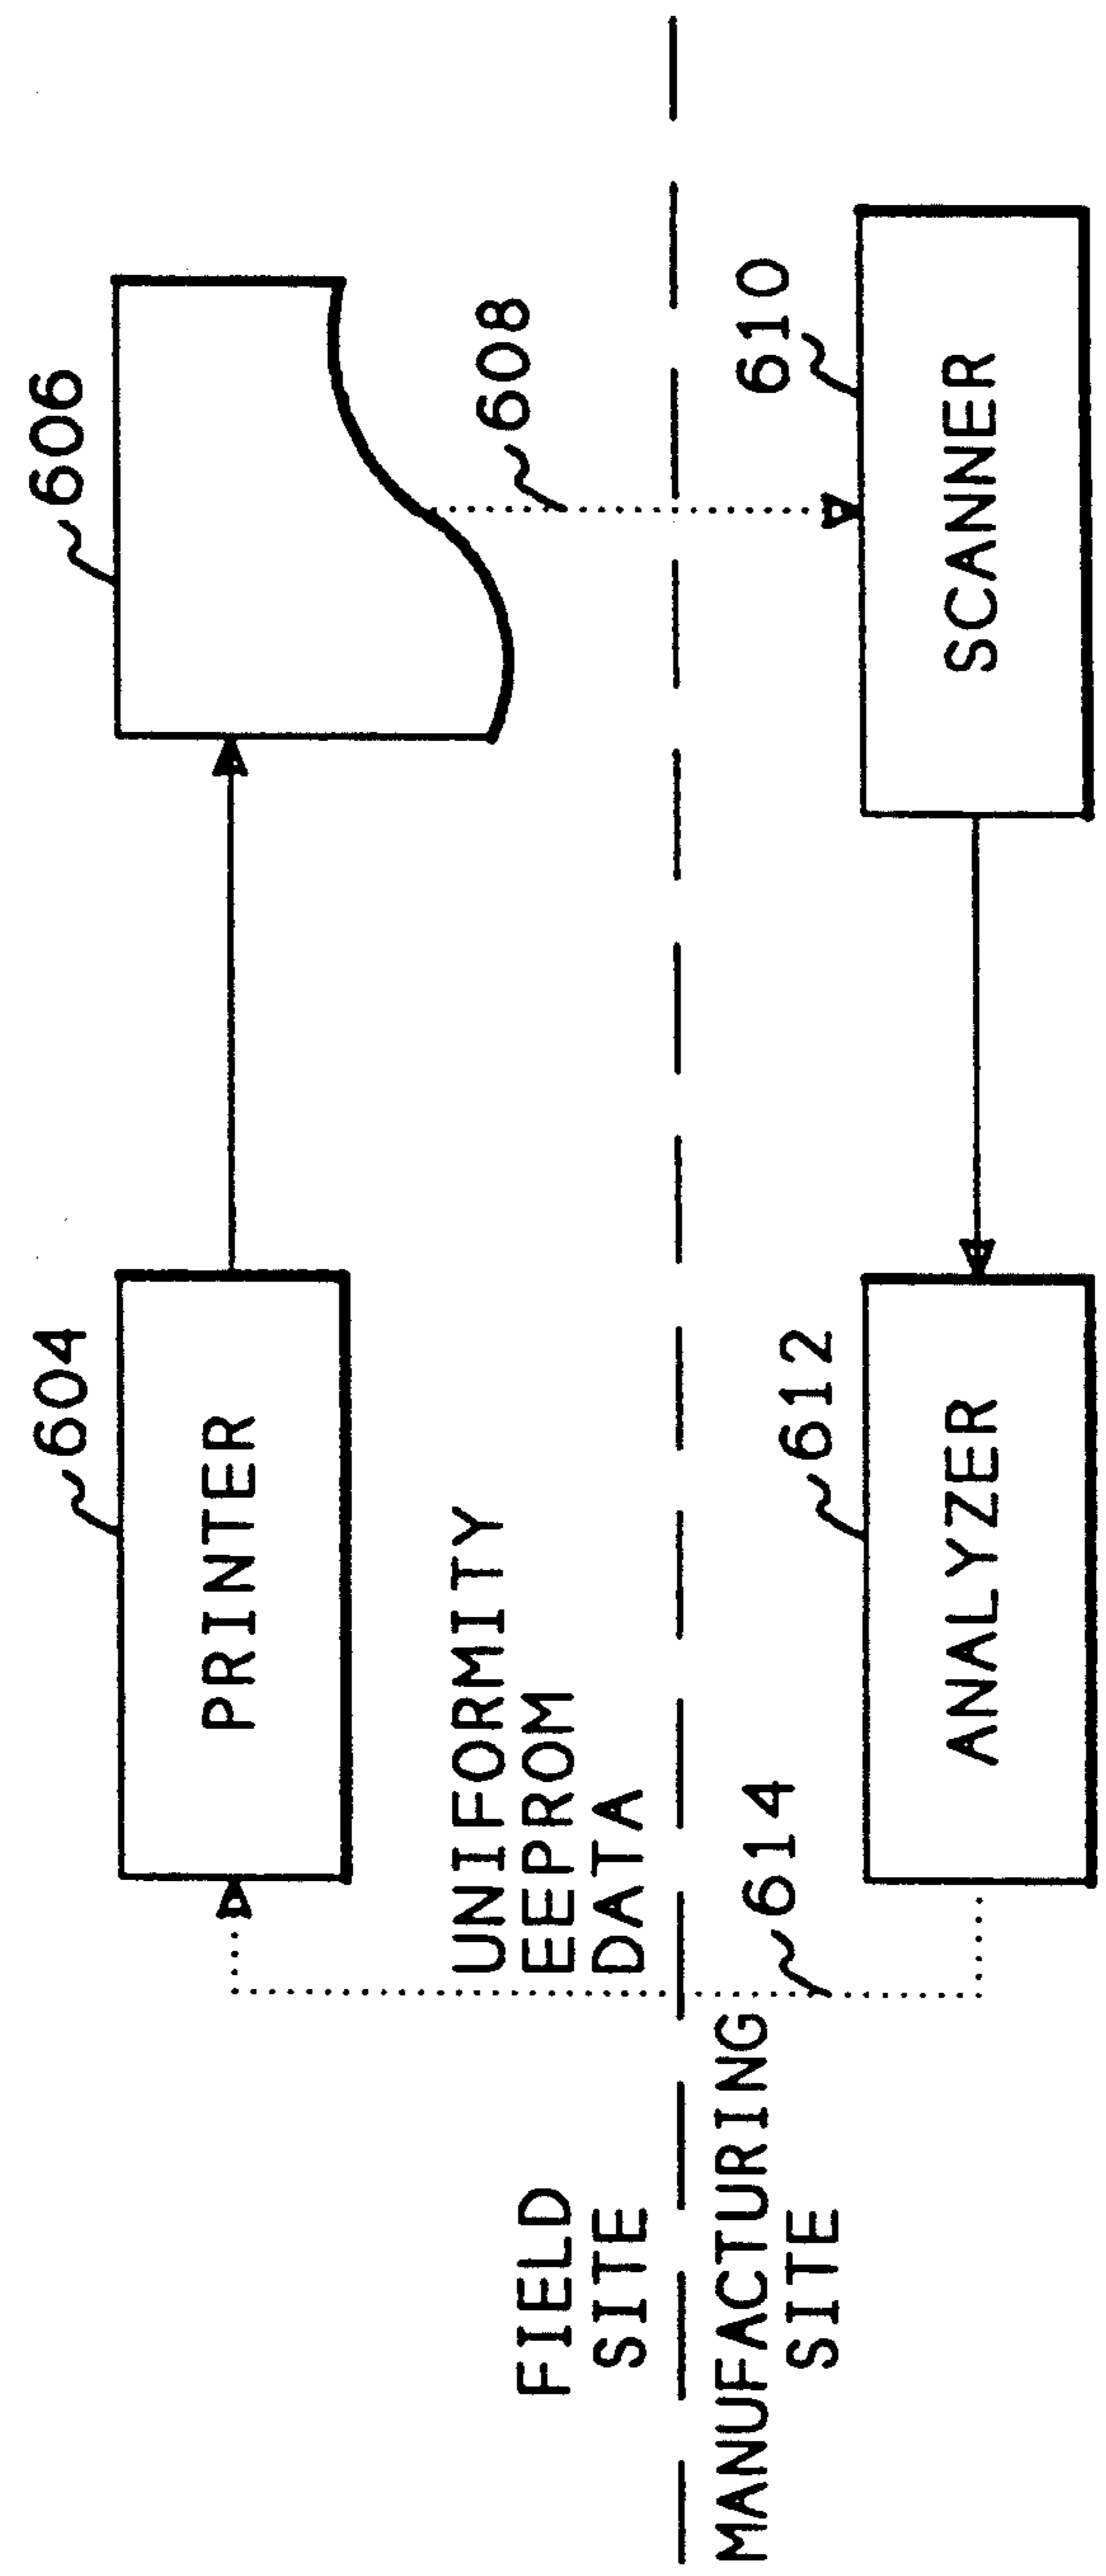 604
606
PRINTER
608
UNIFORMITY
EEPROM
DATA
FIELD
SITE
MANUFACTURING
SITE
614
612
610
ANALYZER
SCANNER